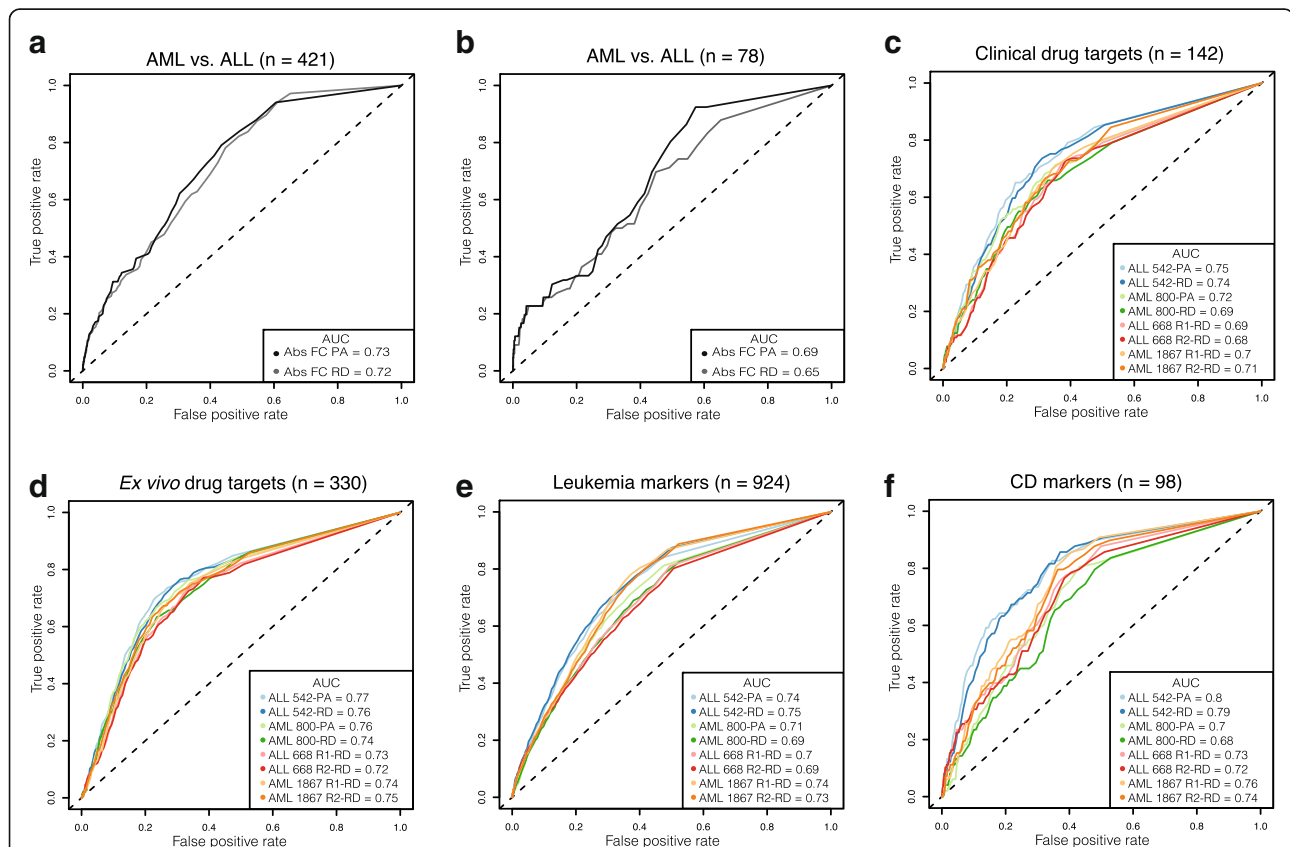 a
AML vs. ALL (n = 421)
True positive rate
0.0 0.2 0.4 0.6 0.8 1.0
AUC
Abs FC PA = 0.73
Abs FC RD = 0.72
0.0 0.2 0.4 0.6 0.8 1.0
False positive rate
b
AML vs. ALL (n = 78)
True positive rate
0.0 0.2 0.4 0.6 0.8 1.0
AUC
Abs FC PA = 0.69
Abs FC RD = 0.65
0.0 0.2 0.4 0.6 0.8 1.0
False positive rate
c
Clinical drug targets (n = 142)
True positive rate
0.0 0.2 0.4 0.6 0.8 1.0
AUC
ALL 542-PA = 0.75
ALL 542-RD = 0.74
AML 800-PA = 0.72
AML 800-RD = 0.69
ALL 668 R1-RD = 0.69
ALL 668 R2-RD = 0.68
AML 1867 R1-RD = 0.7
AML 1867 R2-RD = 0.71
0.0 0.2 0.4 0.6 0.8 1.0
False positive rate
d
Ex vivo drug targets (n = 330)
True positive rate
0.0 0.2 0.4 0.6 0.8 1.0
AUC
ALL 542-PA = 0.77
ALL 542-RD = 0.76
AML 800-PA = 0.76
AML 800-RD = 0.74
ALL 668 R1-RD = 0.73
ALL 668 R2-RD = 0.72
AML 1867 R1-RD = 0.74
AML 1867 R2-RD = 0.75
0.0 0.2 0.4 0.6 0.8 1.0
False positive rate
e
Leukemia markers (n = 924)
True positive rate
0.0 0.2 0.4 0.6 0.8 1.0
AUC
ALL 542-PA = 0.74
ALL 542-RD = 0.75
AML 800-PA = 0.71
AML 800-RD = 0.69
ALL 668 R1-RD = 0.7
ALL 668 R2-RD = 0.69
AML 1867 R1-RD = 0.74
AML 1867 R2-RD = 0.73
0.0 0.2 0.4 0.6 0.8 1.0
False positive rate
f
CD markers (n = 98)
True positive rate
0.0 0.2 0.4 0.6 0.8 1.0
AUC
ALL 542-PA = 0.8
ALL 542-RD = 0.79
AML 800-PA = 0.7
AML 800-RD = 0.68
ALL 668 R1-RD = 0.73
ALL 668 R2-RD = 0.72
AML 1867 R1-RD = 0.76
AML 1867 R2-RD = 0.74
0.0 0.2 0.4 0.6 0.8 1.0
False positive rate